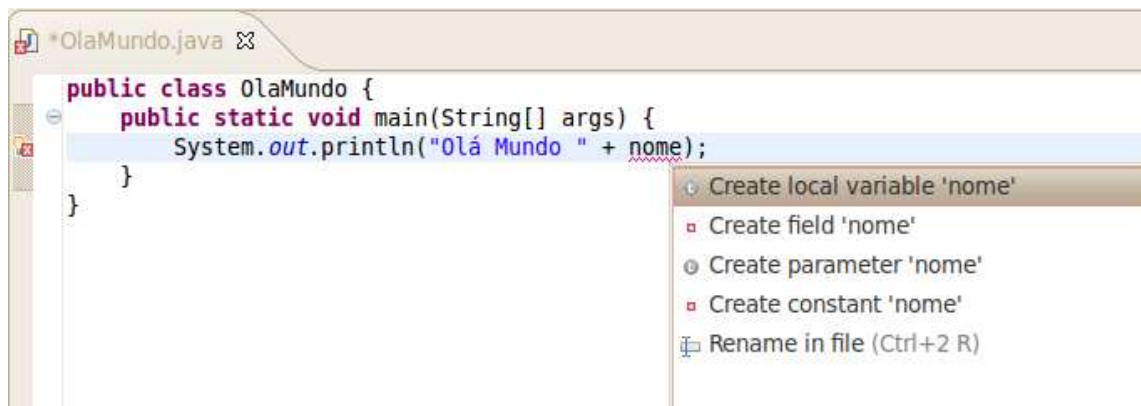 *OlaMundo.java
public class OlaMundo {
public static void main(String[] args) {
System.out.println("Olá Mundo " + nome);
}
}
Create local variable 'nome'
Create field 'nome'
Create parameter 'nome'
Create constant 'nome'
Rename in file (Ctrl+2 R)